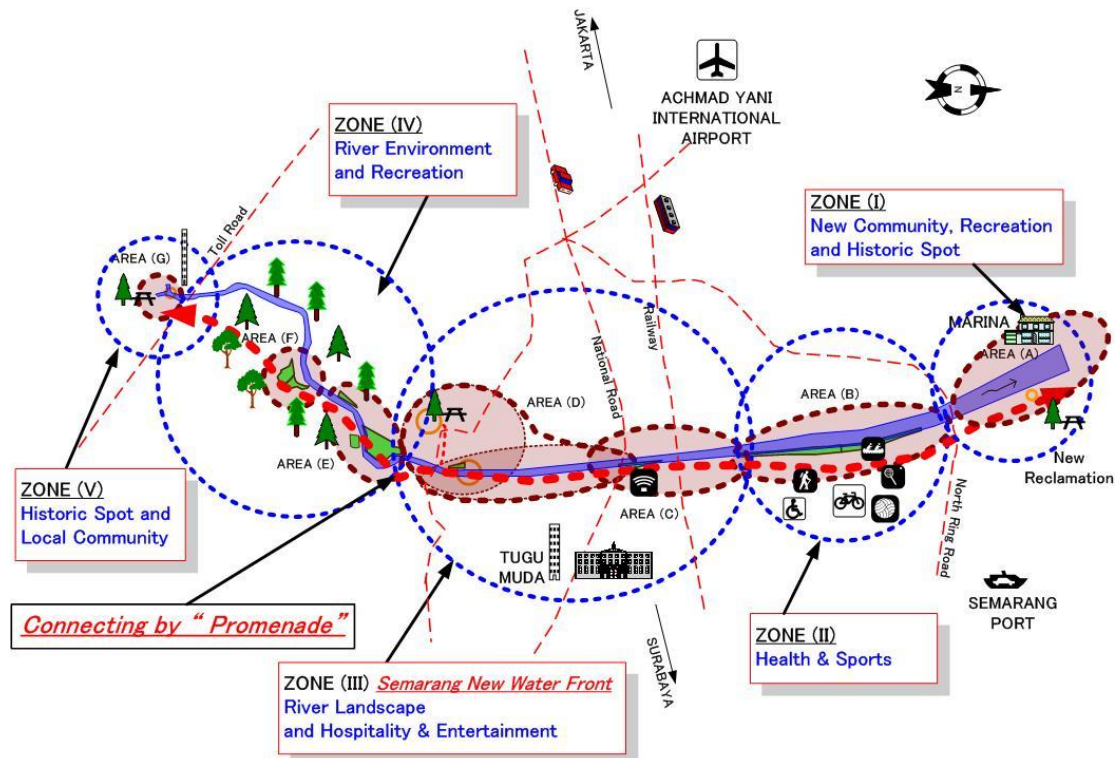 JAKARTA
ACHMAD YANI
INTERNATIONAL
AIRPORT
N
ZONE (IV)
River Environment
and Recreation
ZONE (I)
New Community, Recreation
and Historic Spot
Toll Road
AREA (G)
AREA (F)
AREA (E)
AREA (D)
National Road
Railway
AREA (C)
AREA (B)
MARINA
AREA (A)
New
Reclamation
North Ring Road
ZONE (V)
Historic Spot and
Local Community
TUGU
MUDA
SEMARANG
PORT
Connecting by “ Promenade”
ZONE (II)
Health & Sports
SURABAYA
ZONE (III) Semarang New Water Front
River Landscape
and Hospitality & Entertainment